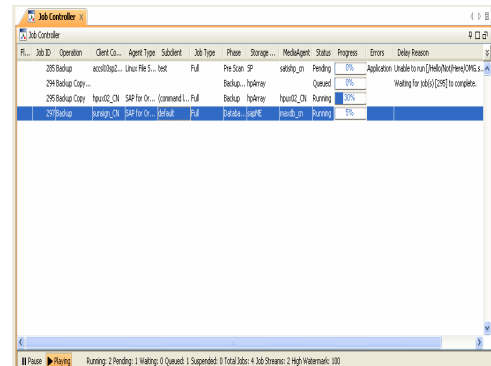 Job Controller
Job Controller
Fl... Job ID Operation Client Co... Agent Type Subclient Job Type Phase Storage ... MediaAgent Status Progress Errors Delay Reason
285 Backup Linux File S... test Full Pre Scan SP satshp_cn Pending 0% Application Unable to run [/Hello/Not/Here/OMG.s...
294 Backup Copy... Backup... hpArray Queued 0% Waiting for job(s) [295] to complete.
295 Backup Copy hpux02_CN SAP for Or... (command l... Full Backup hpArray hpux02_CN Running 30%
297 Backup sunsign_CN SAP for Or... default Full Databa... sapME maxdb_cn Running 5%
Pause Playing Running: 2 Pending: 1 Waiting: 0 Queued: 1 Suspended: 0 Total Jobs: 4 Job Streams: 2 High Watermark: 100